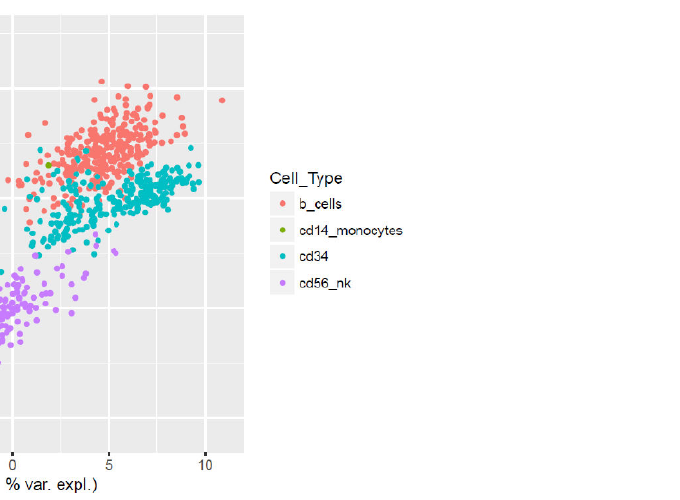 Cell_Type
b_cells
cd14_monocytes
cd34
cd56_nk
0 5 10
% var. expl.)